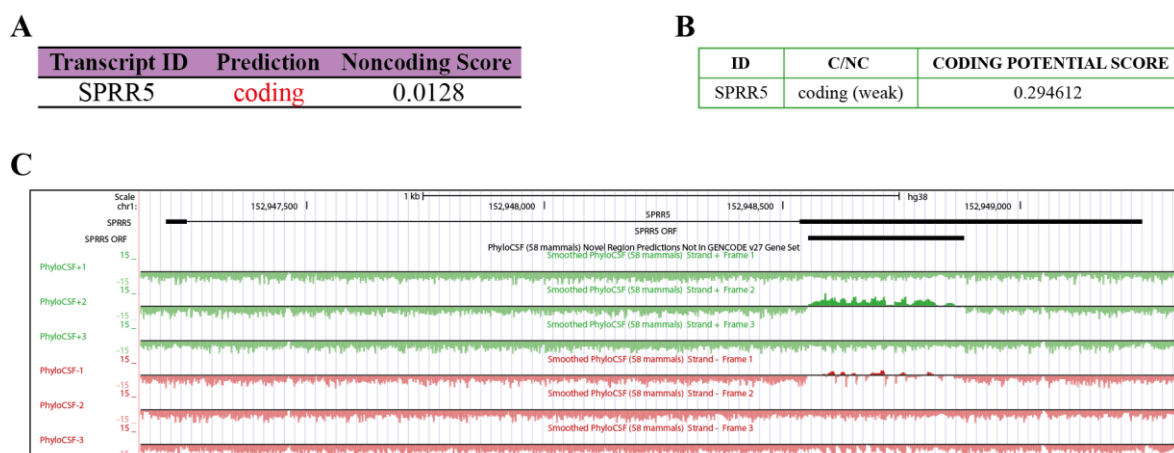 A
Transcript ID Prediction Noncoding Score
SPRR5 coding 0.0128
B
ID C/NC CODING POTENTIAL SCORE
SPRR5 coding (weak) 0.294612
C
Scale 1 kb hg38
chr1: 152,947,500 152,948,000 152,948,500 152,949,000
SPRR5 SPRR5
SPRR5 ORF SPRR5 ORF
PhyloCSF (58 mammals) Novel Region Predictions Not In GENCODE v27 Gene Set
15 _ Smoothed PhyloCSF (58 mammals) Strand + Frame 1
PhyloCSF+1
-15 _
15 _ Smoothed PhyloCSF (58 mammals) Strand + Frame 2
PhyloCSF+2
-15 _
15 _ Smoothed PhyloCSF (58 mammals) Strand + Frame 3
PhyloCSF+3
-15 _
15 _ Smoothed PhyloCSF (58 mammals) Strand - Frame 1
PhyloCSF-1
-15 _
15 _ Smoothed PhyloCSF (58 mammals) Strand - Frame 2
PhyloCSF-2
-15 _
15 _ Smoothed PhyloCSF (58 mammals) Strand - Frame 3
PhyloCSF-3